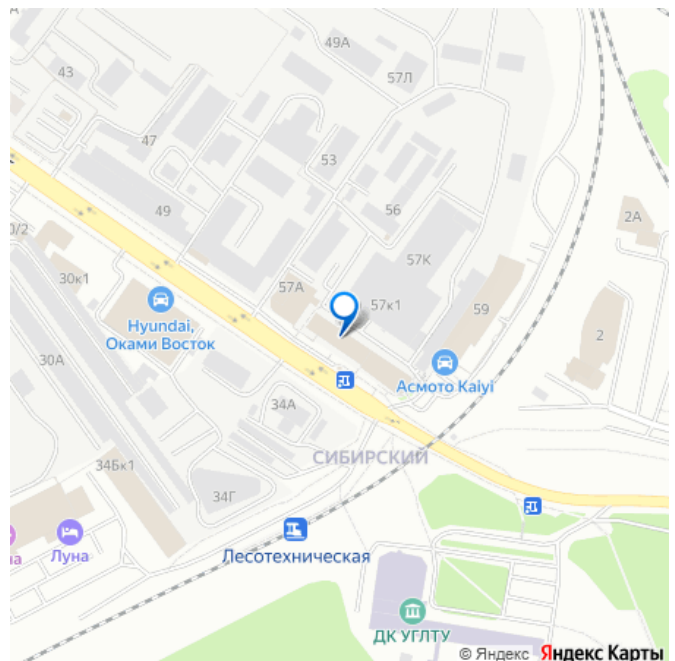 43
49А
57Л
47
53
49
56
2А
0/2
30к1
57А
57К
57к1
59
Hyundai,
Оками Восток
2
30А
Асмото Kaiyi
34А
СИБИРСКИЙ
34Бк1
34Г
на
Луна
Лесотехническая
ДК УГЛТУ
© Яндекс Яндекс Карты